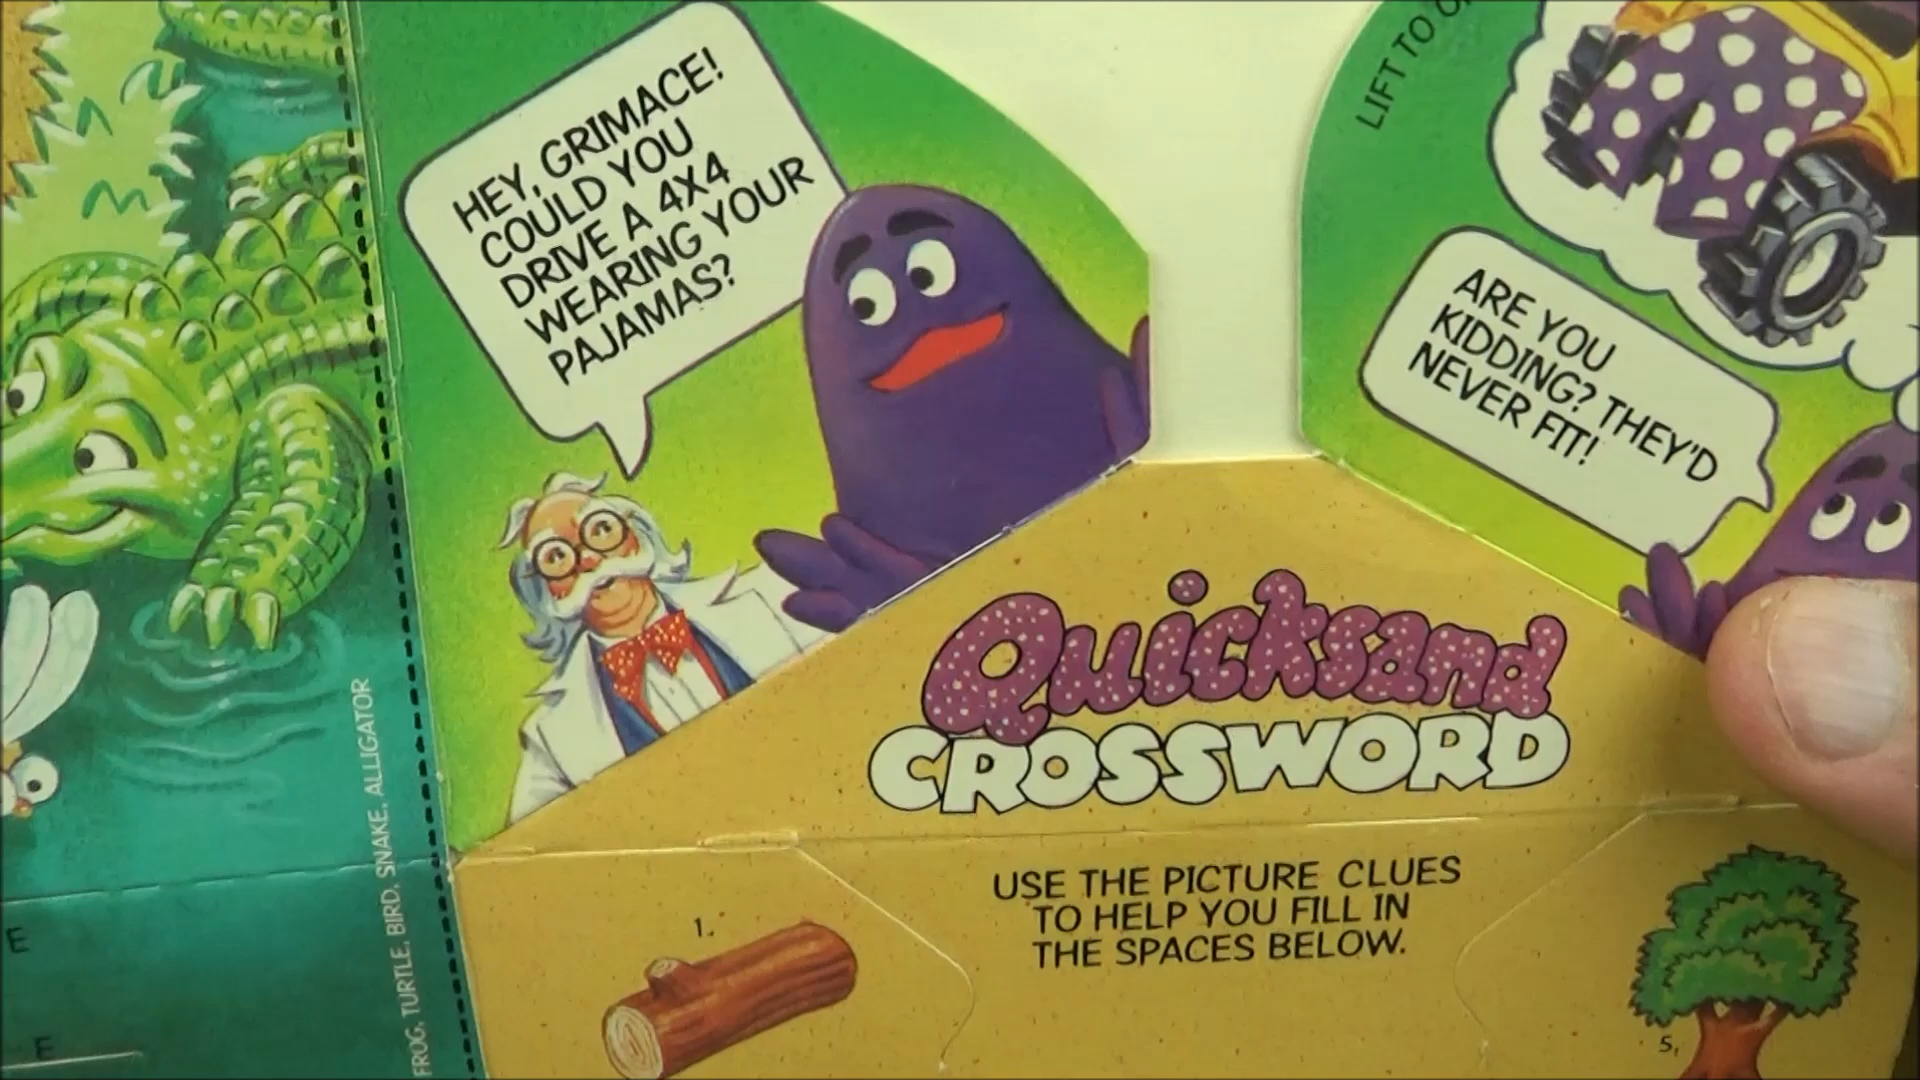 HEY, GRIMACE!
COULD YOU
DRIVE A 4X4
WEARING YOUR
PAJAMAS?
LIFT TO
ARE YOU
KIDDING? THEY'D
NEVER FIT!
Quicksand
CROSSWORD
USE THE PICTURE CLUES
TO HELP YOU FILL IN
THE SPACES BELOW.
1.
5.
E
E
FROG, TURTLE, BIRD, SNAKE, ALLIGATOR